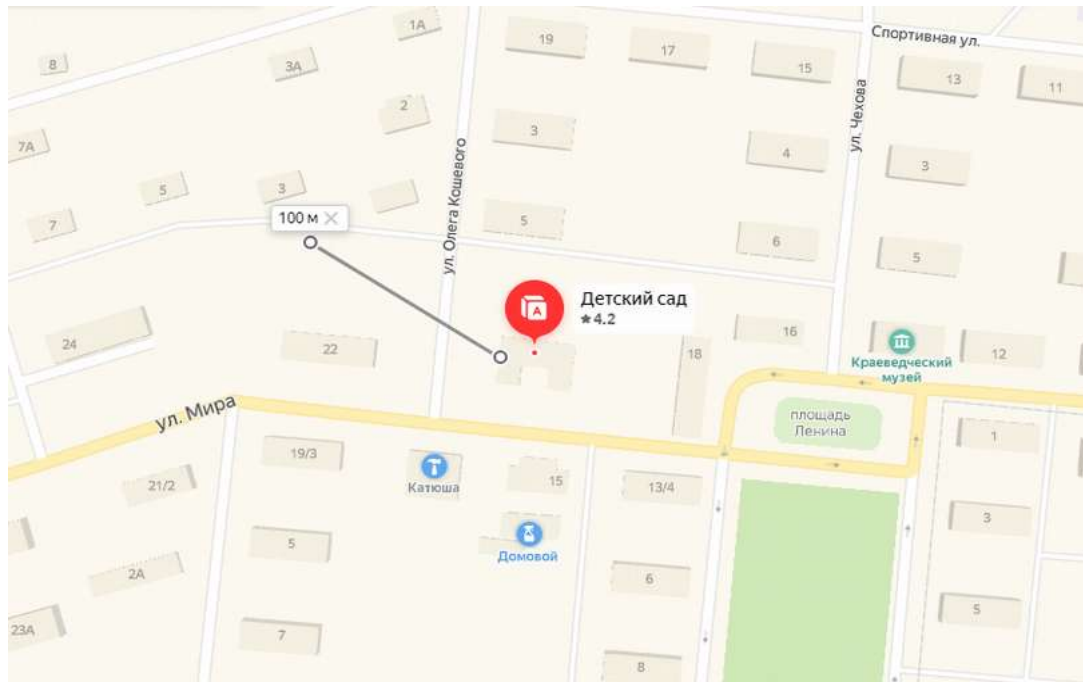 1А
19
17
Спортивная ул.
8
3А
15
13
11
2
7А
3
ул. Чехова
4
3
5
3
ул. Олега Кошевого
7
100 м
5
6
5
Детский сад
4.2
24
22
18
16
12
Краеведческий
музей
ул. Мира
площадь
Ленина
1
19/3
Катюша
15
13/4
21/2
3
5
Домовой
2А
6
5
23А
7
8